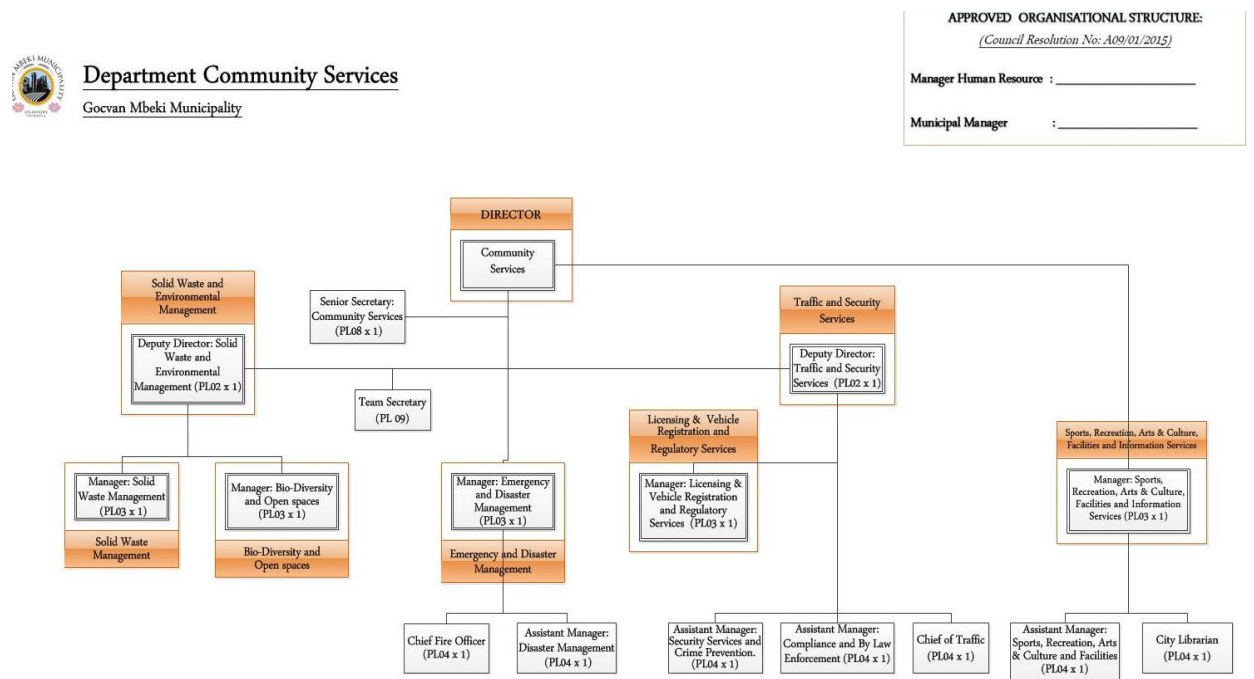 APPROVED ORGANISATIONAL STRUCTURE:
(Council Resolution No: A09/01/2015)
Manager Human Resource :
Municipal Manager :
MBEKI MUNICIPALITY
Department Community Services
Gocvan Mbeki Municipality
DIRECTOR
Community
Services
Solid Waste and
Environmental
Management
Deputy Director: Solid
Waste and
Environmental
Management (PL02 x 1)
Senior Secretary:
Community Services
(PL08 x 1)
Traffic and Security
Services
Deputy Director:
Traffic and Security
Services (PL02 x 1)
Team Secretary
(PL 09)
Licensing & Vehicle
Registration and
Regulatory Services
Manager: Licensing &
Vehicle Registration
and Regulatory
Services (PL03 x 1)
Sports, Recreation, Arts & Culture,
Facilities and Information Services
Manager: Sports,
Recreation, Arts & Culture,
Facilities and Information
Services (PL03 x 1)
Manager: Solid
Waste Management
(PL03 x 1)
Solid Waste
Management
Manager: Bio-Diversity
and Open spaces
(PL03 x 1)
Bio-Diversity and
Open spaces
Manager: Emergency
and Disaster
Management
(PL03 x 1)
Emergency and Disaster
Management
Chief Fire Officer
(PL04 x 1)
Assistant Manager:
Disaster Management
(PL04 x 1)
Assistant Manager:
Security Services and
Crime Prevention.
(PL04 x 1)
Assistant Manager:
Compliance and By Law
Enforcement (PL04 x 1)
Chief of Traffic
(PL04 x 1)
Assistant Manager:
Sports, Recreation, Arts
& Culture and Facilities
(PL04 x 1)
City Librarian
(PL04 x 1)